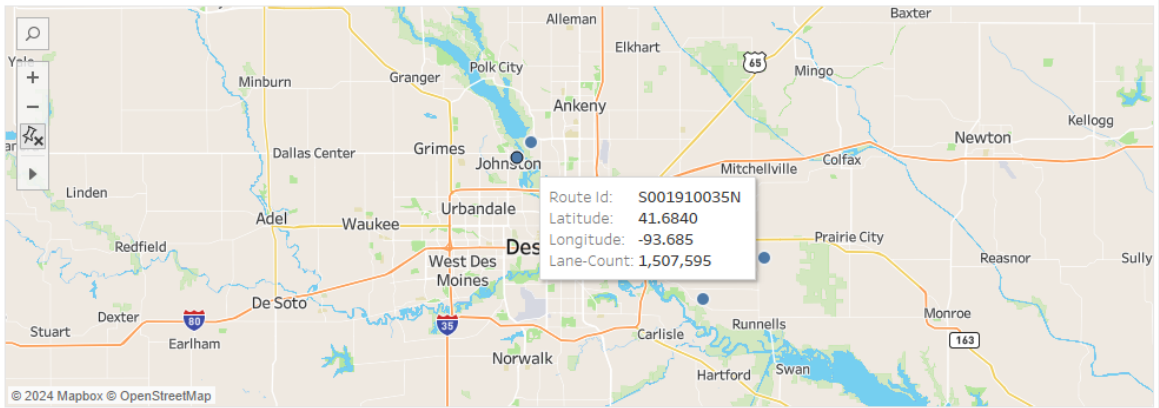 Alleman
Baxter
Elkhart
65
Yale
Polk City
Mingo
Granger
Minburn
Ankeny
Kellogg
Newton
Grimes
Dallas Center
Johnston
Colfax
Mitchellville
Linden
Route Id: S001910035N
Latitude: 41.6840
Longitude: -93.685
Lane-Count: 1,507,595
Urbandale
Adel
Waukee
Prairie City
Redfield
Des
Reasnor
Sully
West Des
Moines
De Soto
Dexter
80
Monroe
35
Runnells
Stuart
Earlham
Carlisle
163
Norwalk
Swan
Hartford
© 2024 Mapbox © OpenStreetMap